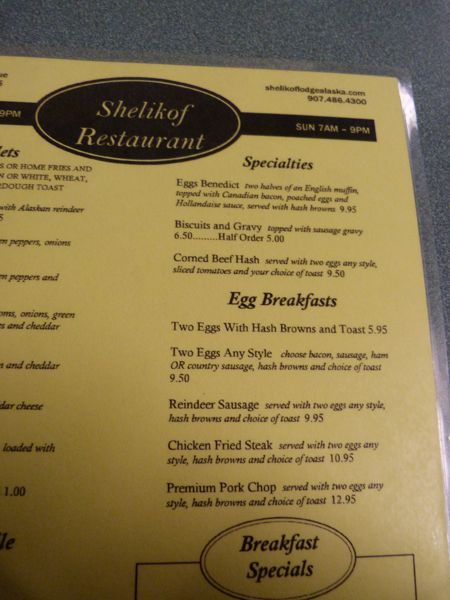 shelikoflodgealaska.com
907.486.4300
9PM
Shelikof
Restaurant
SUN 7AM – 9PM
OR HOME FRIES AND
OR WHITE, WHEAT,
TOAST
with Alaskan reindeer
peppers, onions
peppers and
onions, green
and cheddar
and cheddar
cheese
loaded with
1.00
Specialties
Eggs Benedict two halves of an English muffin,
topped with Canadian bacon, poached eggs and
Hollandaise sauce, served with hash browns 9.95
Biscuits and Gravy topped with sausage gravy
6.50.........Half Order 5.00
Corned Beef Hash served with two eggs any style,
sliced tomatoes and your choice of toast 9.50
Egg Breakfasts
Two Eggs With Hash Browns and Toast 5.95
Two Eggs Any Style choose bacon, sausage, ham
OR country sausage, hash browns and choice of toast
9.50
Reindeer Sausage served with two eggs any style,
hash browns and choice of toast 9.95
Chicken Fried Steak served with two eggs any
style, hash browns and choice of toast 10.95
Premium Pork Chop served with two eggs any
style, hash browns and choice of toast 12.95
Breakfast
Specials